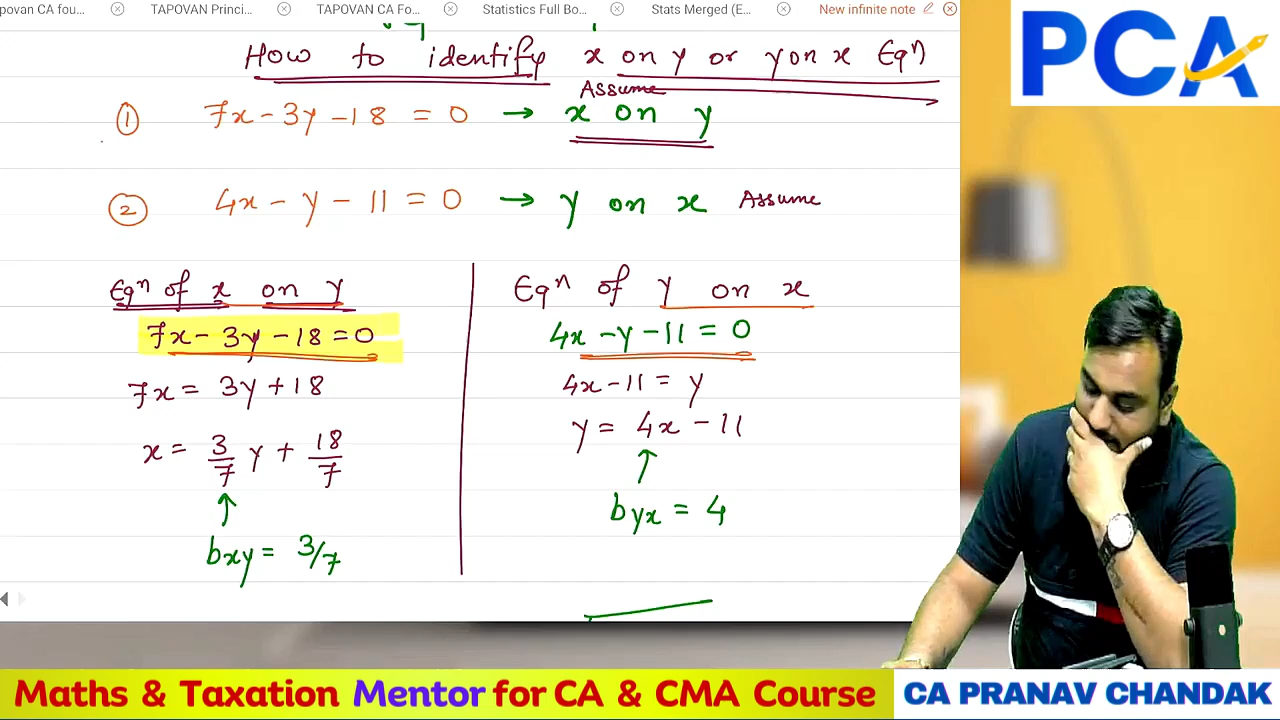 povan CA fou...
TAPOVAN Princi...
TAPOVAN CA Fo...
Statistics Full Bo...
Stats Merged (E...
New infinite note
PCA
How to identify x on y or y on x Eqⁿ
Assume
① 7x - 3y - 18 = 0 → x on y
② 4x - y - 11 = 0 → y on x Assume
Eqⁿ of x on y
7x - 3y - 18 = 0
7x = 3y + 18
x = 3/7 y + 18/7
bxy = 3/7
Eqⁿ of y on x
4x - y - 11 = 0
4x - 11 = y
y = 4x - 11
byx = 4
Maths & Taxation Mentor for CA & CMA Course
CA PRANAV CHANDAK